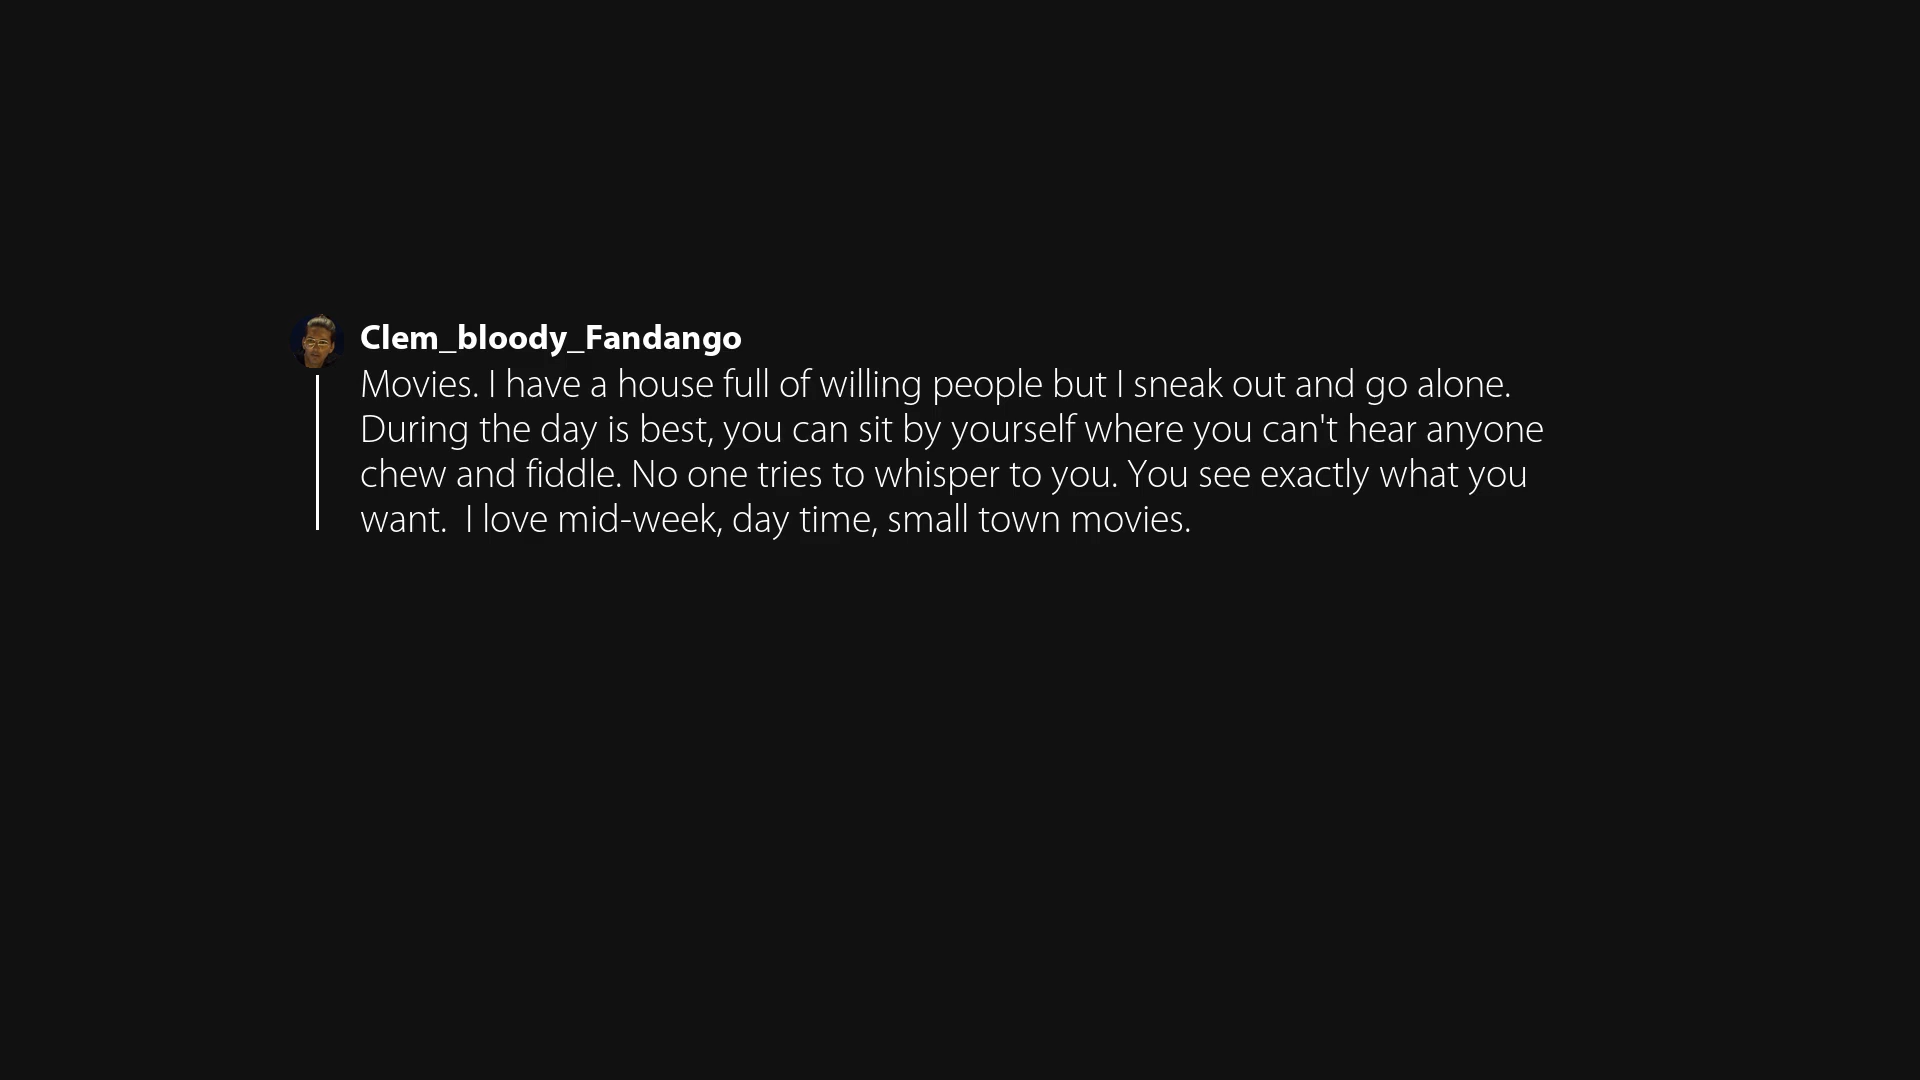 Clem_bloody_Fandango
Movies. I have a house full of willing people but I sneak out and go alone.
During the day is best, you can sit by yourself where you can't hear anyone
chew and fiddle. No one tries to whisper to you. You see exactly what you
want.  I love mid-week, day time, small town movies.